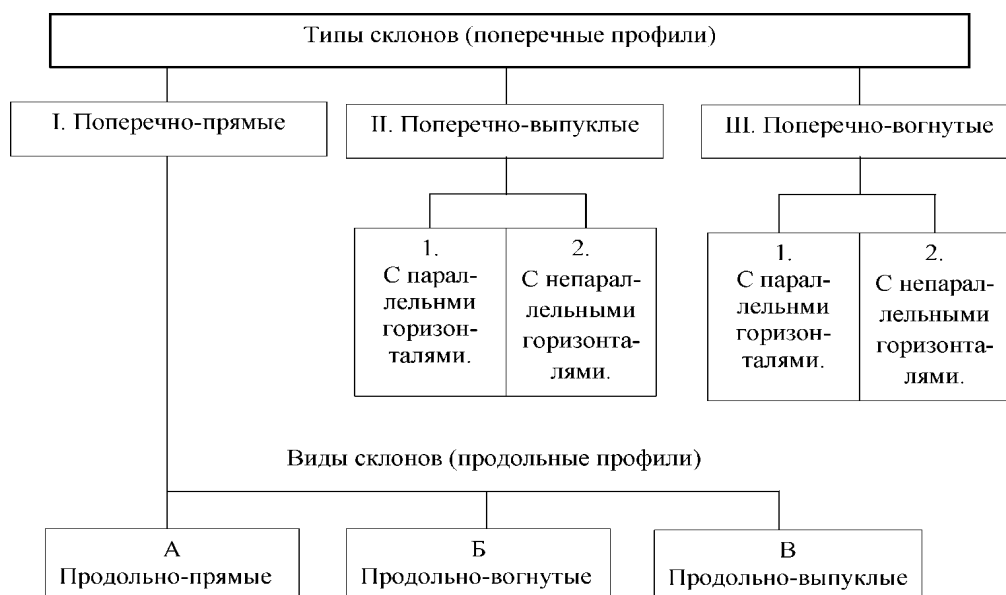 Типы склонов (поперечные профили)
I. Поперечно-прямые
II. Поперечно-выпуклые
III. Поперечно-вогнутые
1.
С парал-
лельнми
горизон-
талями.
2.
С непарал-
лельными
горизонта-
лями.
1.
С парал-
лельнми
горизон-
талями.
2.
С непарал-
лельными
горизонта-
лями.
Виды склонов (продольные профили)
А
Продольно-прямые
Б
Продольно-вогнутые
В
Продольно-выпуклые